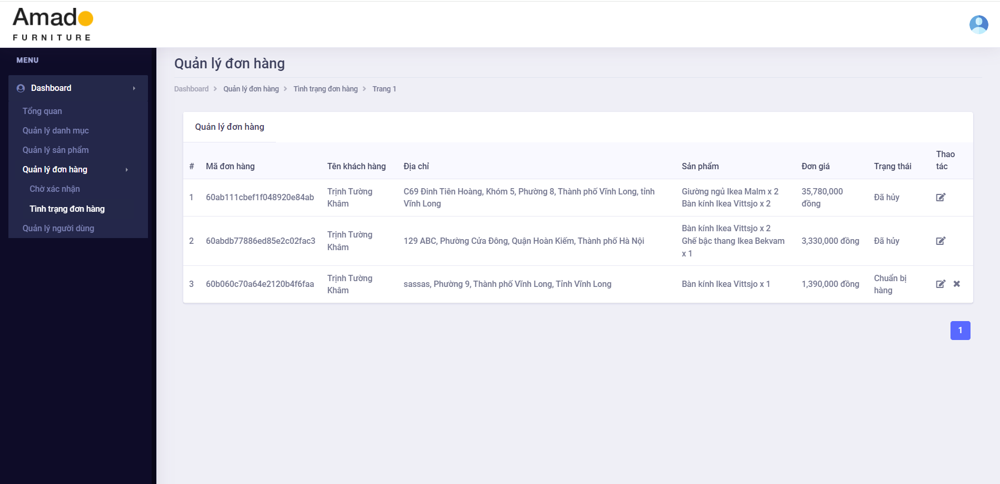 Amado
FURNITURE
MENU
Dashboard
Tổng quan
Quản lý danh mục
Quản lý sản phẩm
Quản lý đơn hàng
Chờ xác nhận
Tình trạng đơn hàng
Quản lý người dùng
Quản lý đơn hàng
Dashboard > Quản lý đơn hàng > Tình trạng đơn hàng > Trang 1
Quản lý đơn hàng
# Mã đơn hàng Tên khách hàng Địa chỉ Sản phẩm Đơn giá Trạng thái Thao
tác
1 60ab111cbef1f048920e84ab Trịnh Tường C69 Đinh Tiên Hoàng, Khóm 5, Phường 8, Thành phố Vĩnh Long, tỉnh Giường ngủ Ikea Malm x 2 35,780,000 Đã hủy
Khâm Vĩnh Long Bàn kính Ikea Vittsjo x 2 đồng
Bàn kính Ikea Vittsjo x 2
2 60abdb77886ed85e2c02fac3 Trịnh Tường 129 ABC, Phường Cửa Đông, Quận Hoàn Kiếm, Thành phố Hà Nội Ghế bậc thang Ikea Bekvam 3,330,000 đồng Đã hủy
Khâm x 1
3 60b060c70a64e2120b4f6faa Trịnh Tường sassas, Phường 9, Thành phố Vĩnh Long, Tỉnh Vĩnh Long Bàn kính Ikea Vittsjo x 1 1,390,000 đồng Chuẩn bị
Khâm hàng
1